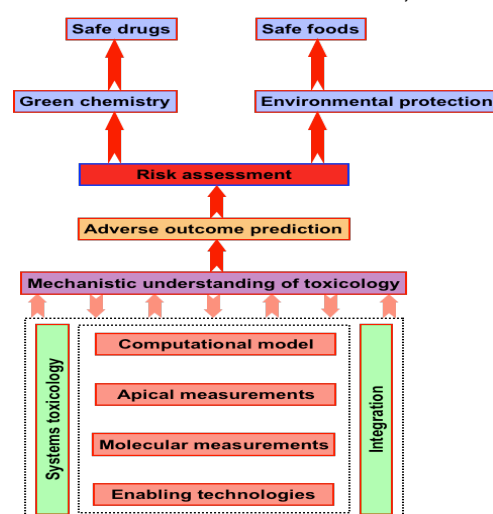 Safe drugs
Safe foods
Green chemistry
Environmental protection
Risk assessment
Adverse outcome prediction
Mechanistic understanding of toxicology
Systems toxicology
Computational model
Apical measurements
Molecular measurements
Enabling technologies
Integration